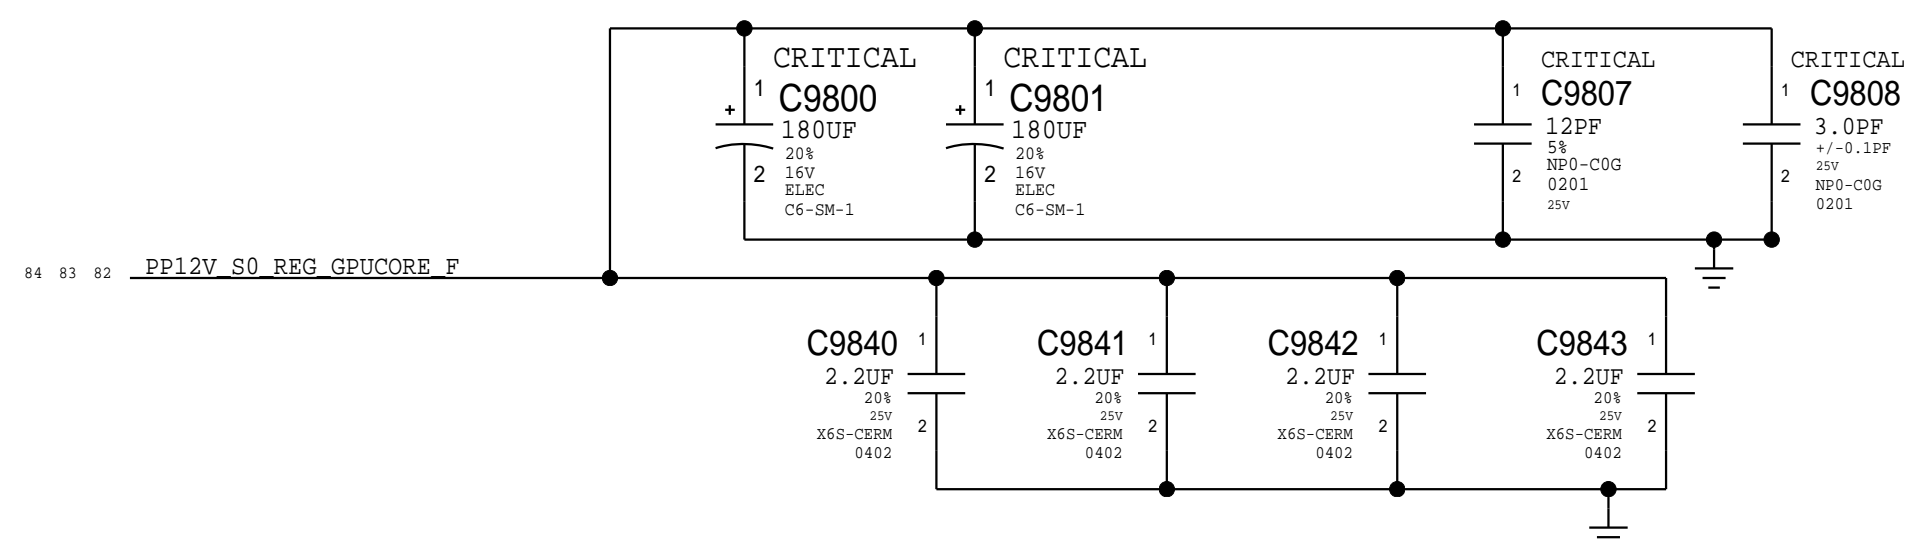 CRITICAL
1
C9800
+
180UF
20%
2
16V
ELEC
C6-SM-1
CRITICAL
1
C9801
+
180UF
20%
2
16V
ELEC
C6-SM-1
CRITICAL
1
C9807
12PF
5%
NP0-C0G
2
0201
25V
CRITICAL
1
C9808
3.0PF
+/-0.1PF
25V
2
NP0-C0G
0201
84 83 82 PP12V_S0_REG_GPUCORE_F
C9840 1
2.2UF
20%
25V
X6S-CERM 2
0402
C9841 1
2.2UF
20%
25V
X6S-CERM 2
0402
C9842 1
2.2UF
20%
25V
X6S-CERM 2
0402
C9843 1
2.2UF
20%
25V
X6S-CERM 2
0402